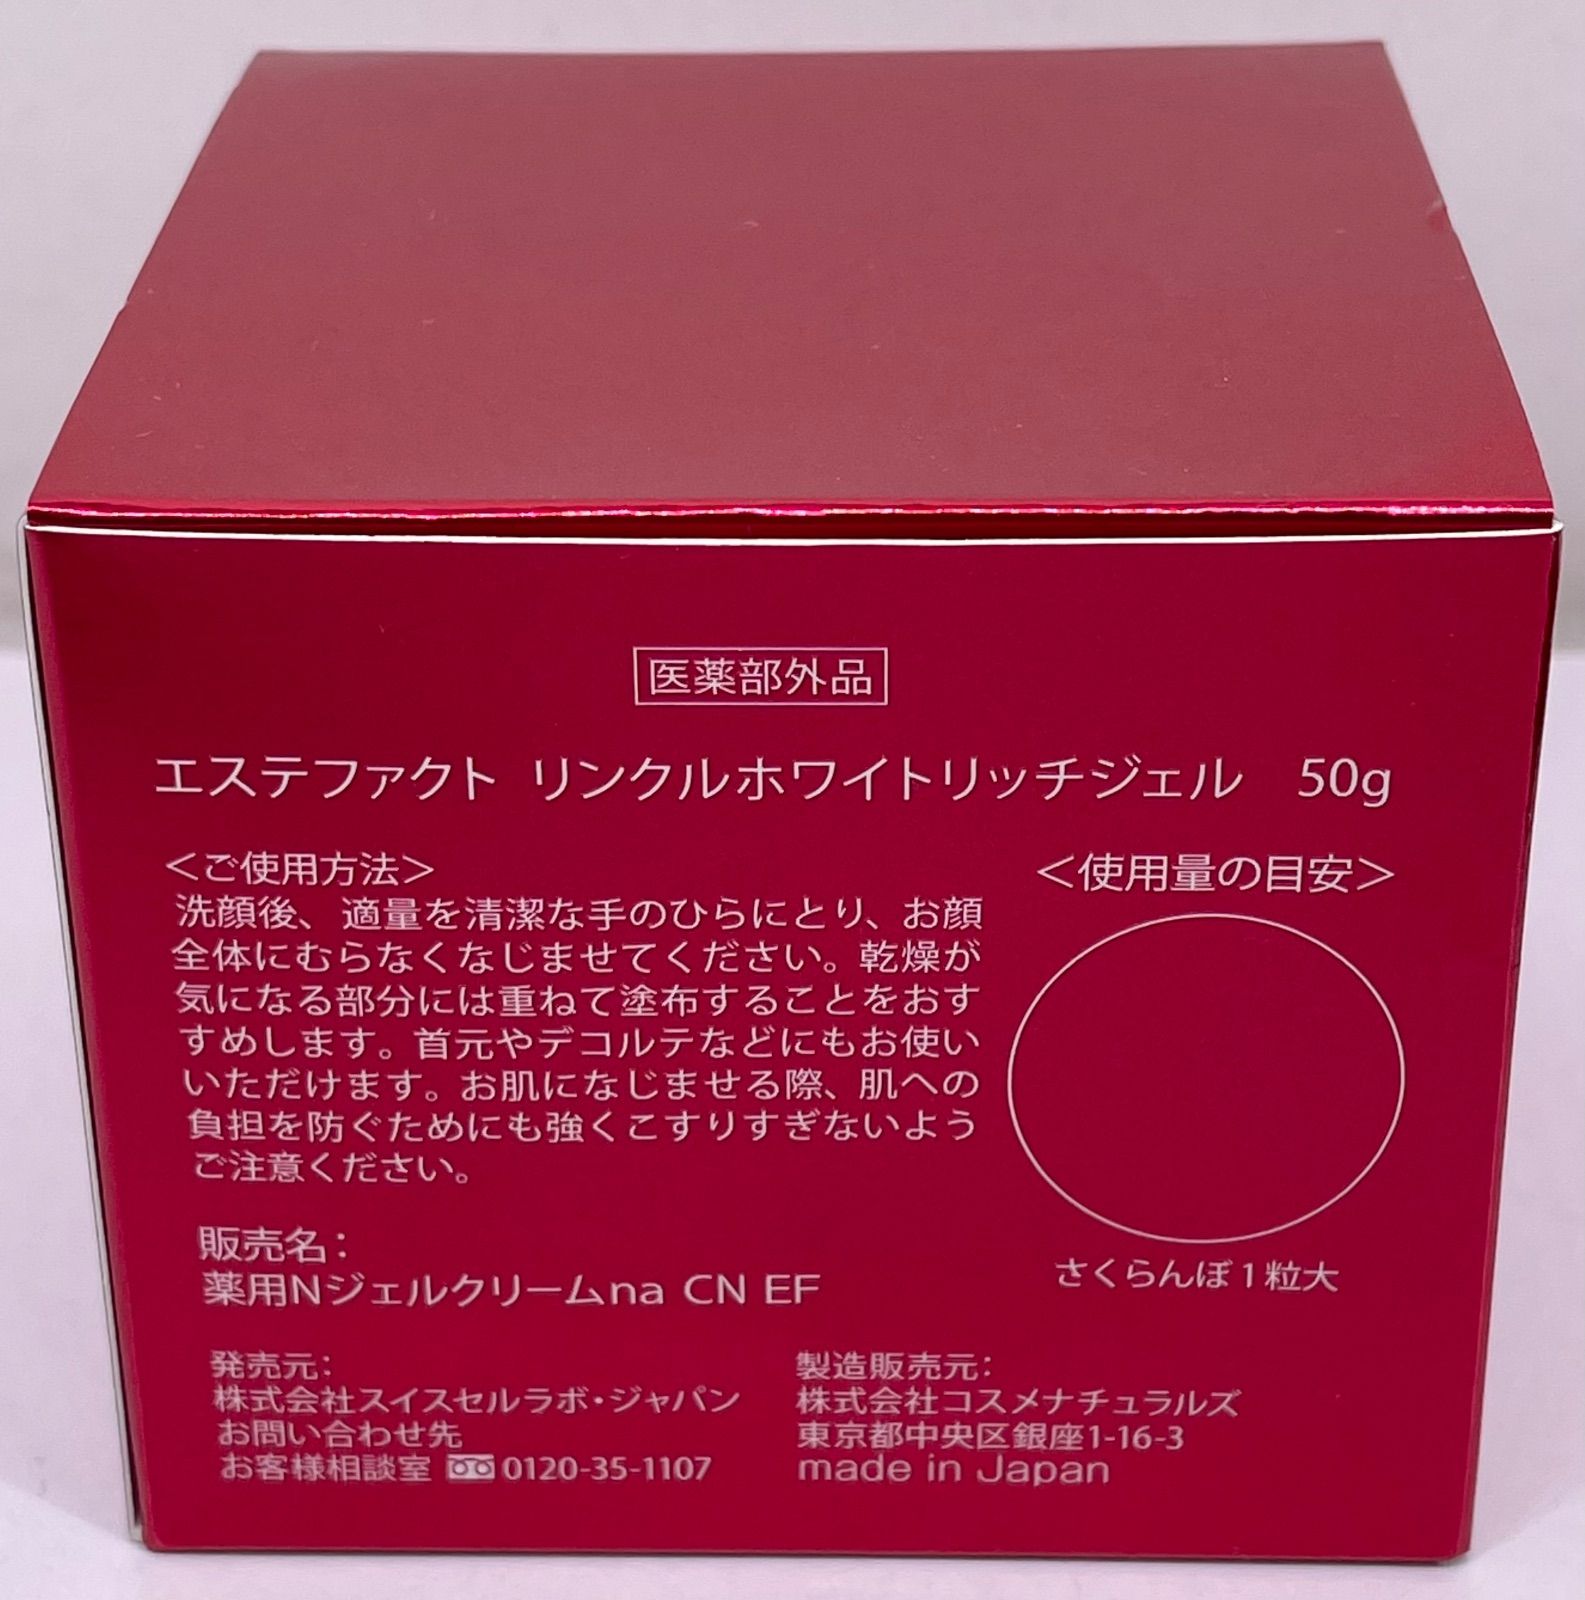 医薬部外品
エステファクト リンクルホワイトリッチジェル 50g
＜ご使用方法＞
洗顔後、適量を清潔な手のひらにとり、お顔
全体にむらなくなじませてください。乾燥が
気になる部分には重ねて塗布することをおす
すめします。首元やデコルテなどにもお使い
いただけます。お肌になじませる際、肌への
負担を防ぐためにも強くこすりすぎないよう
ご注意ください。
＜使用量の目安＞
さくらんぼ1粒大
販売名：
薬用NジェルクリームnaCN EF
発売元：
株式会社スイスセルラボ・ジャパン
お問い合わせ先
お客様相談室 0120-35-1107
製造販売元：
株式会社コスメナチュラルズ
東京都中央区銀座1-16-3
made in Japan